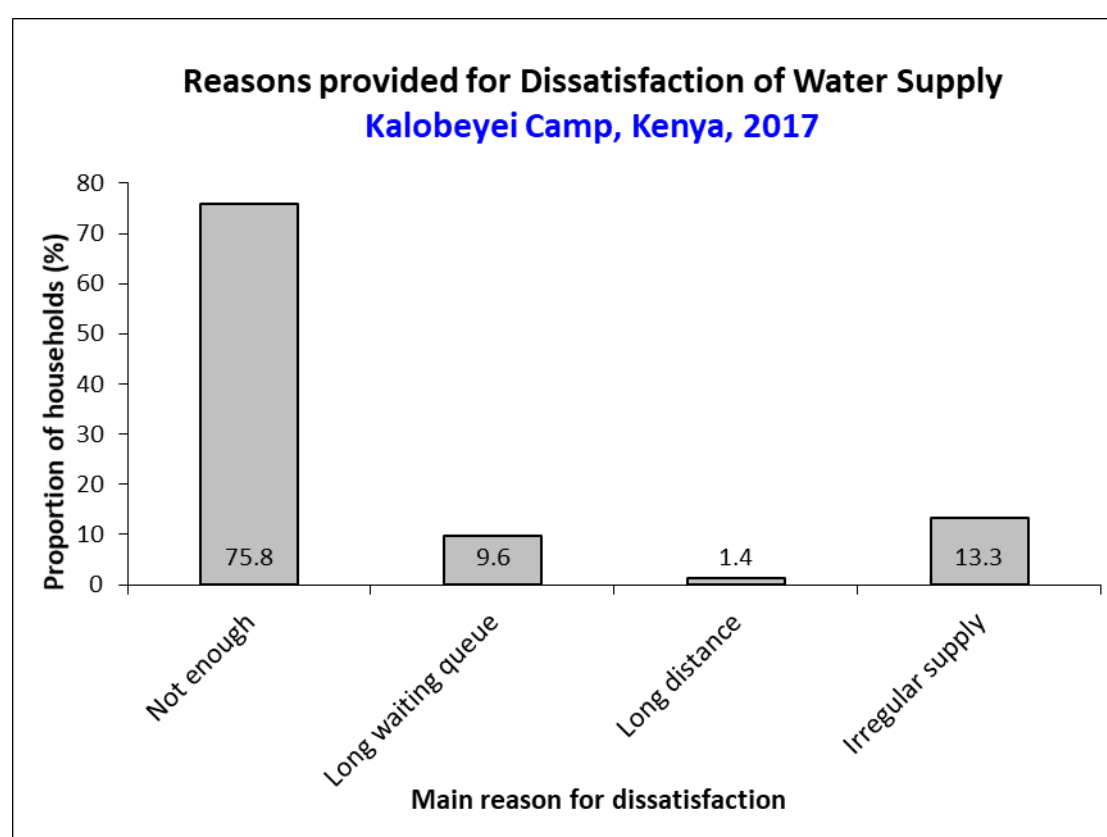 Reasons provided for Dissatisfaction of Water Supply
Kalobeyei Camp, Kenya, 2017
Proportion of households (%)
80
70
60
50
40
30
20
10
0
75.8
9.6
1.4
13.3
Not enough
Long waiting queue
Long distance
Irregular supply
Main reason for dissatisfaction